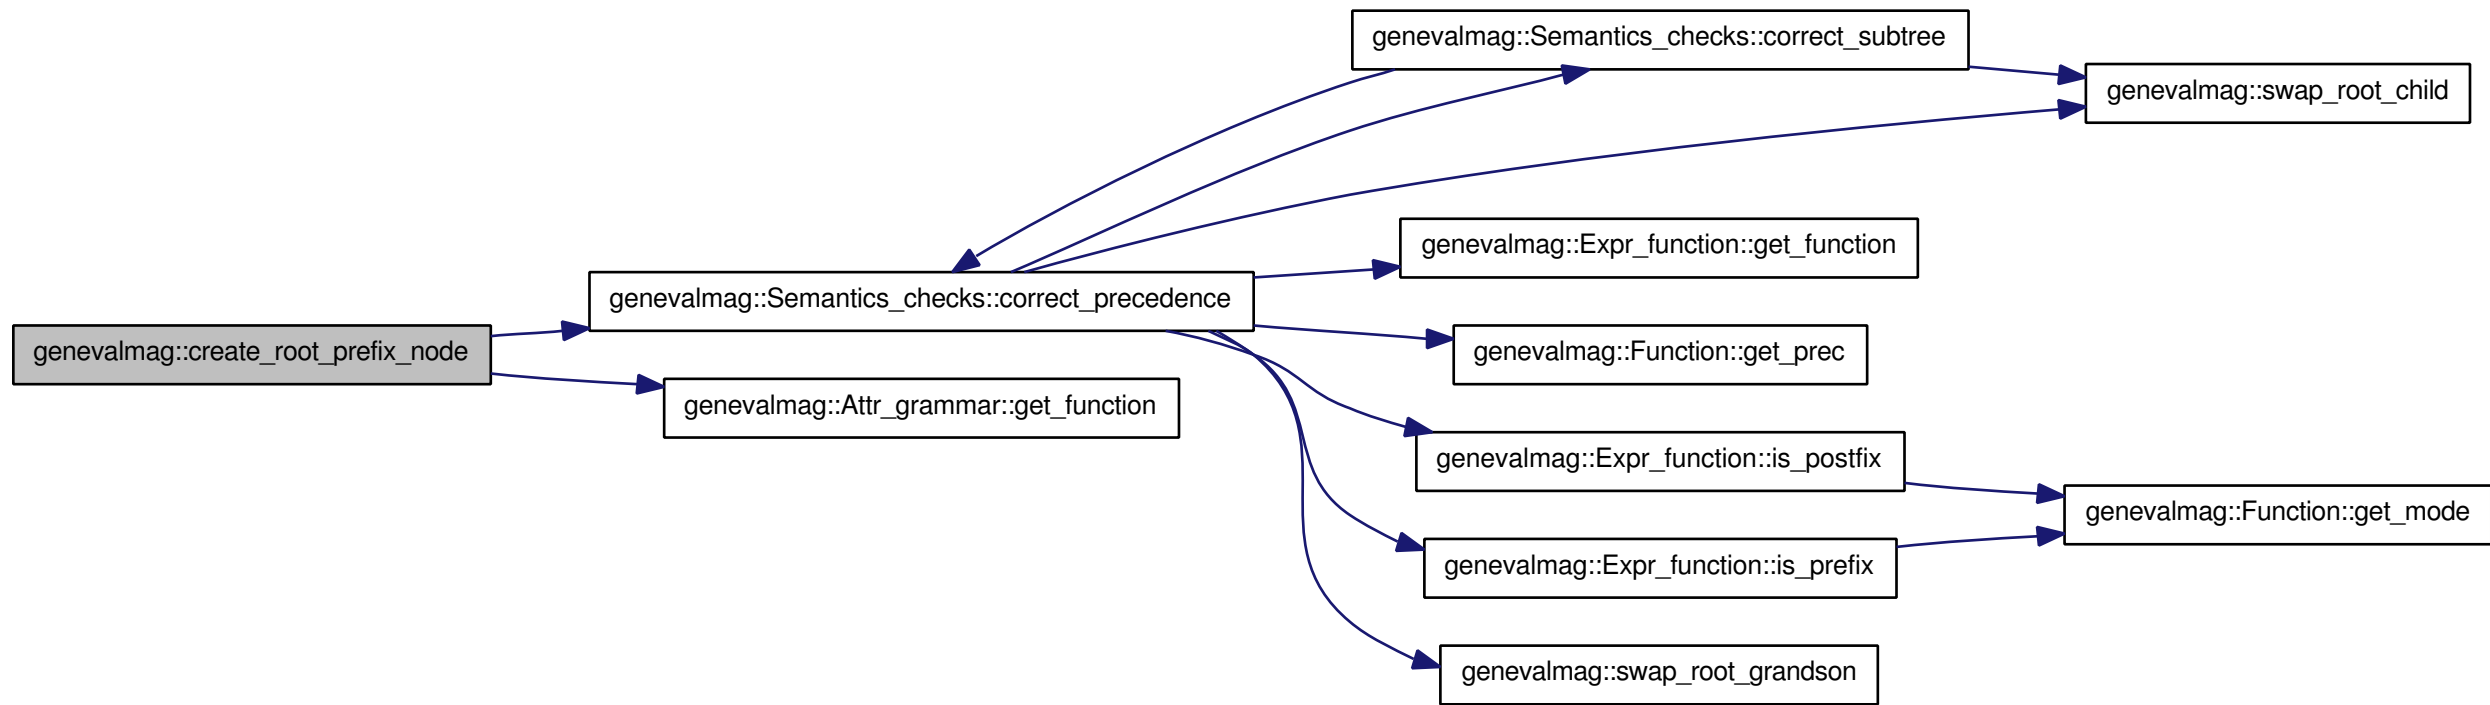 genevalmag::Semantics_checks::correct_subtree
genevalmag::swap_root_child
genevalmag::Expr_function::get_function
genevalmag::Semantics_checks::correct_precedence
genevalmag::create_root_prefix_node
genevalmag::Function::get_prec
genevalmag::Attr_grammar::get_function
genevalmag::Expr_function::is_postfix
genevalmag::Function::get_mode
genevalmag::Expr_function::is_prefix
genevalmag::swap_root_grandson